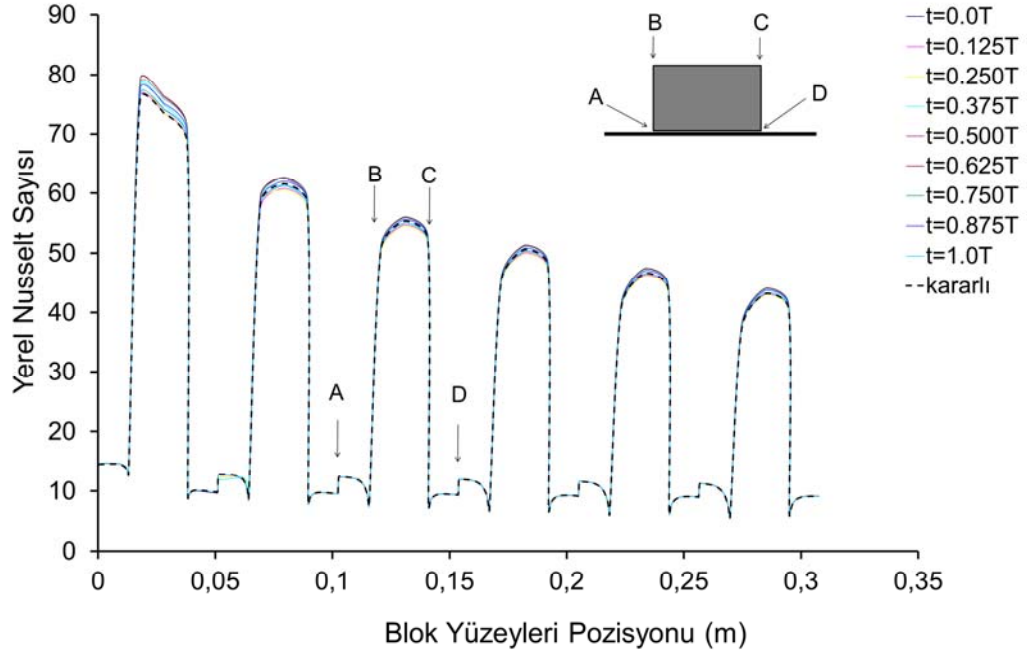 90
80
70
60
50
40
30
20
10
0
Yerel Nusselt Sayısı
0
0,05
0,1
0,15
0,2
0,25
0,3
0,35
Blok Yüzeyleri Pozisyonu (m)
A
B
C
D
B
C
A
D
t=0.0T
t=0.125T
t=0.250T
t=0.375T
t=0.500T
t=0.625T
t=0.750T
t=0.875T
t=1.0T
kararlı